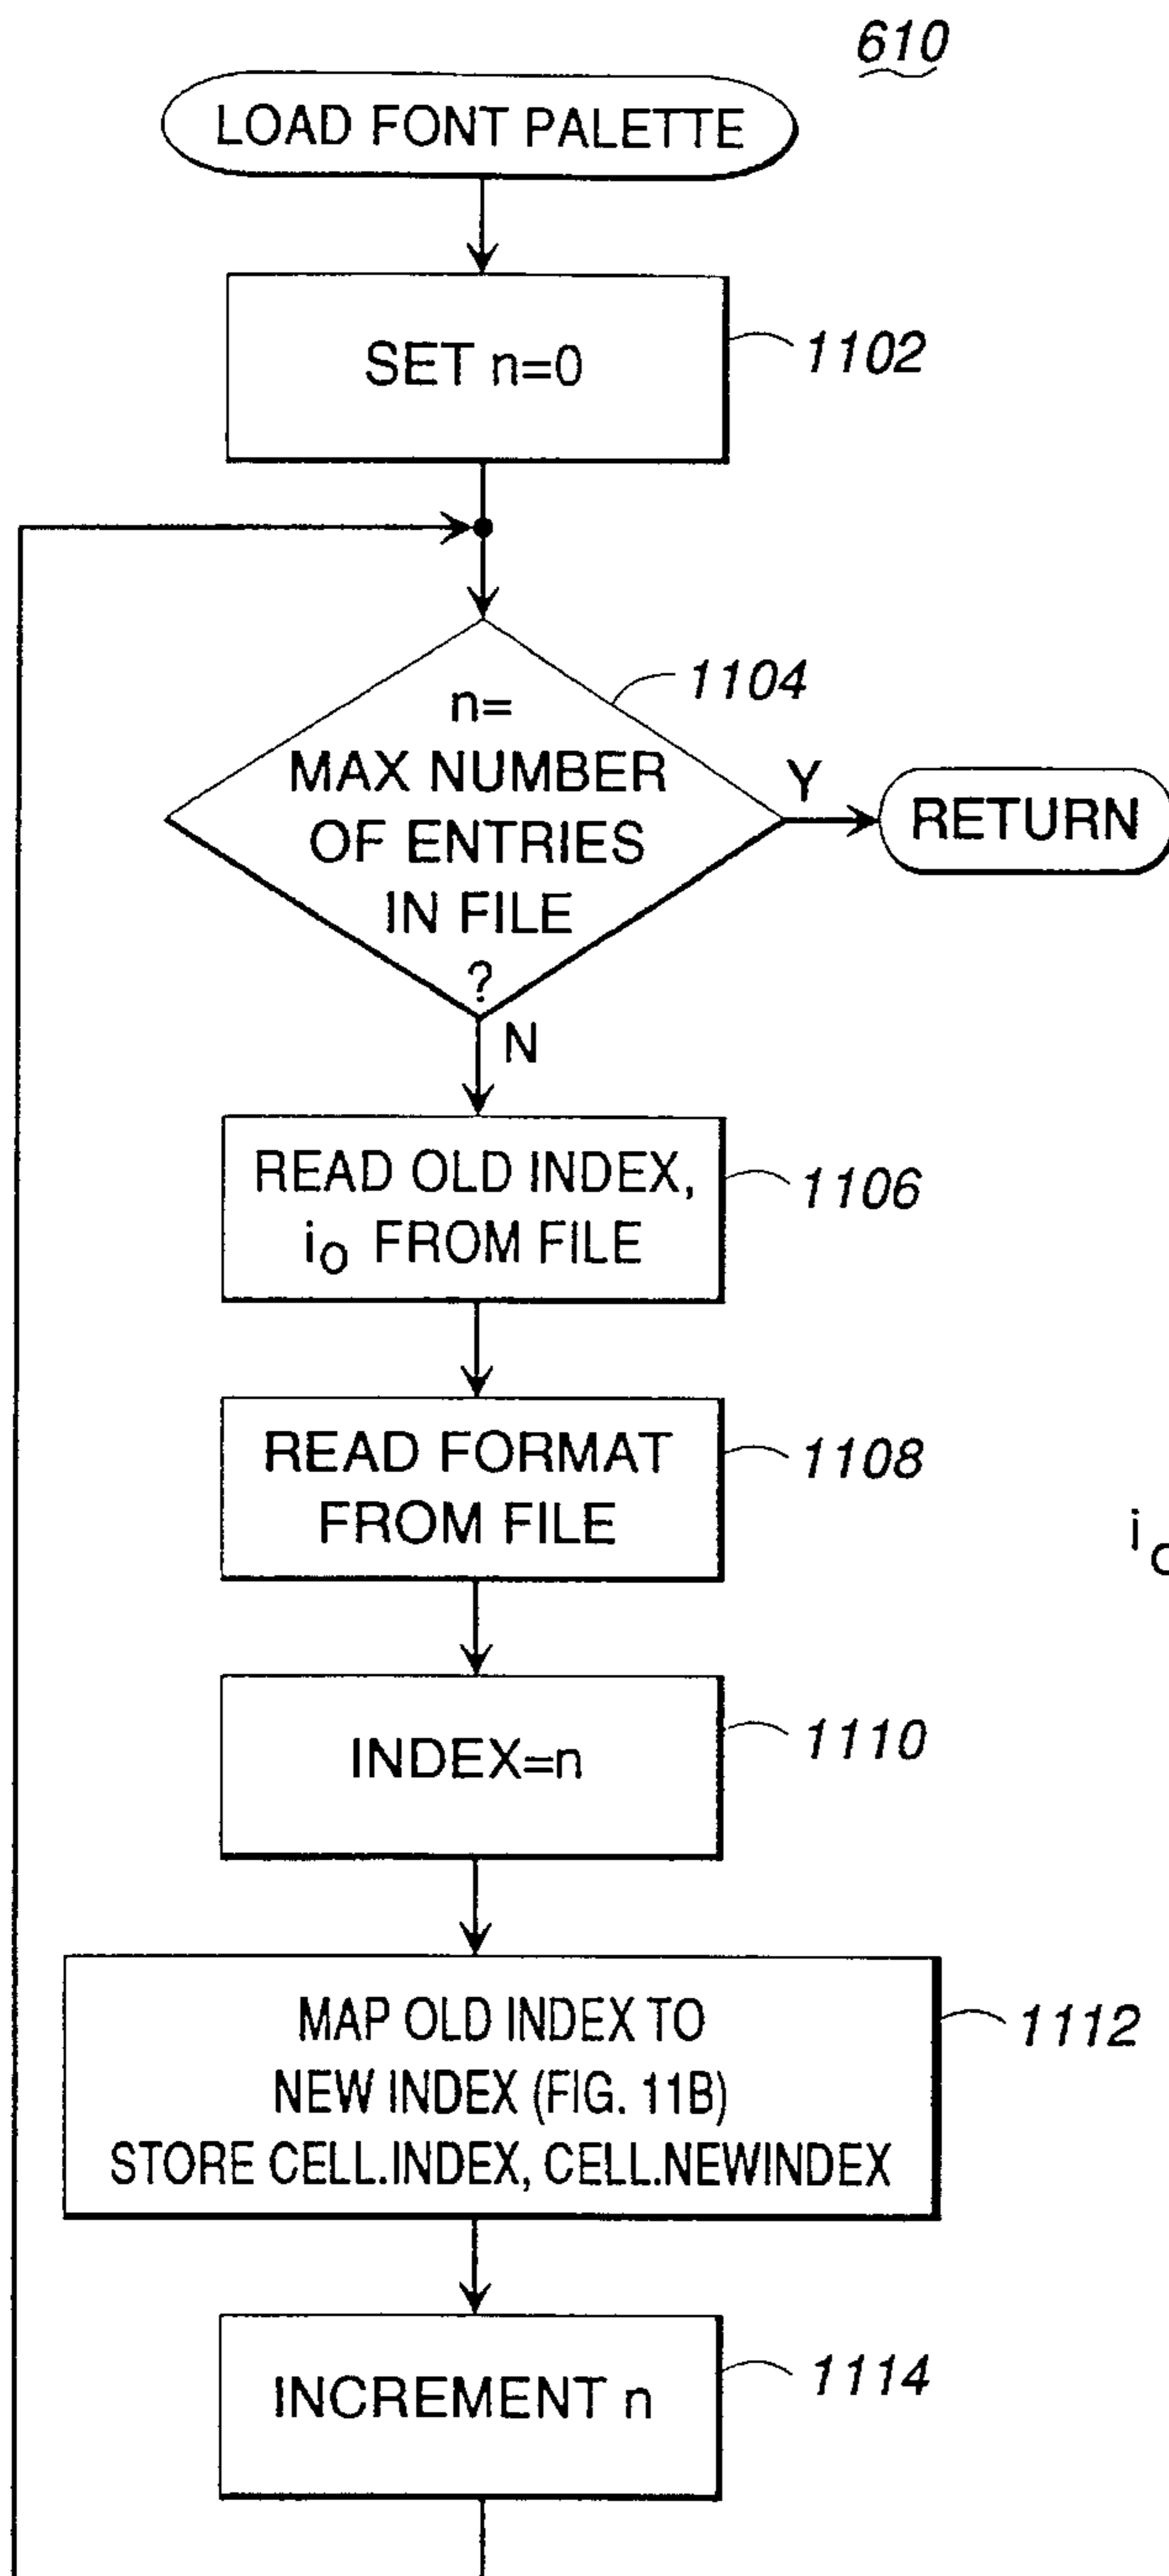 610
LOAD FONT PALETTE
SET n=0
1102
1104
n=
MAX NUMBER
OF ENTRIES
IN FILE
?
Y
RETURN
N
READ OLD INDEX,
i₀ FROM FILE
1106
READ FORMAT
FROM FILE
1108
i
INDEX=n
1110
MAP OLD INDEX TO
NEW INDEX (FIG. 11B)
STORE CELL.INDEX, CELL.NEWINDEX
1112
INCREMENT n
1114